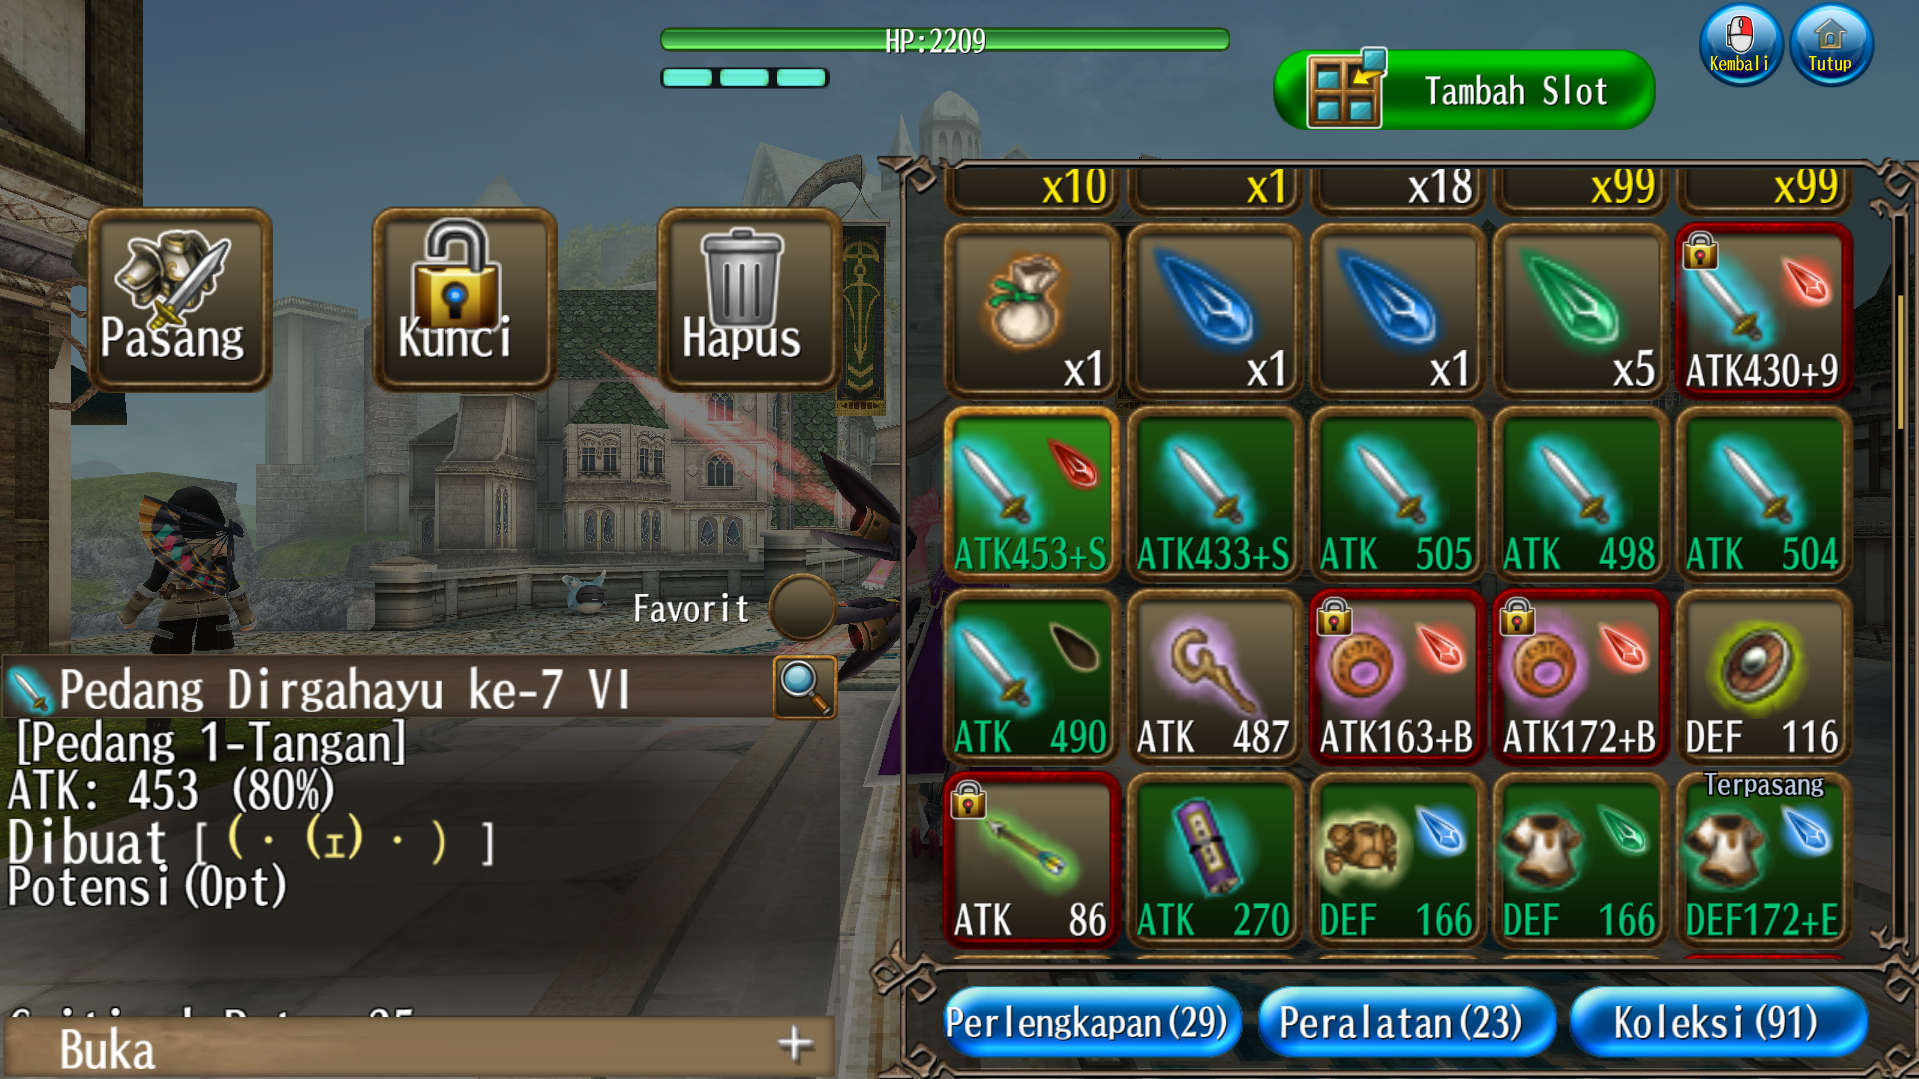 HP:2209
Kembali
Tutup
Tambah Slot
x10
x1
x18
x99
x99
Pasang
Kunci
Hapus
x1
x1
x1
x5
ATK430+9
ATK453+S
ATK433+S
ATK 505
ATK 498
ATK 504
Favorit
ATK 490
ATK 487
ATK163+B
ATK172+B
DEF 116
Pedang Dirgahayu ke-7 VI
[Pedang 1-Tangan]
ATK: 453 (80%)
Dibuat [ (・(ɪ)・) ]
Potensi(0pt)
Terpasang
ATK 86
ATK 270
DEF 166
DEF 166
DEF172+E
Buka +
Perlengkapan(29)
Peralatan(23)
Koleksi(91)